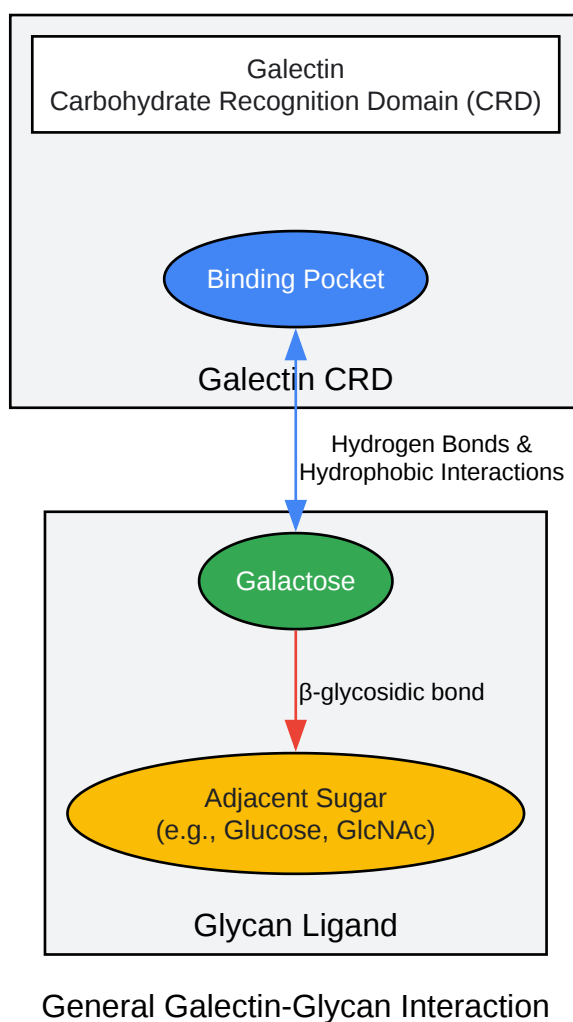 Galectin
Carbohydrate Recognition Domain (CRD)
Binding Pocket
Galectin CRD
Hydrogen Bonds &
Hydrophobic Interactions
Galactose
β-glycosidic bond
Adjacent Sugar
(e.g., Glucose, GlcNAc)
Glycan Ligand
General Galectin-Glycan Interaction